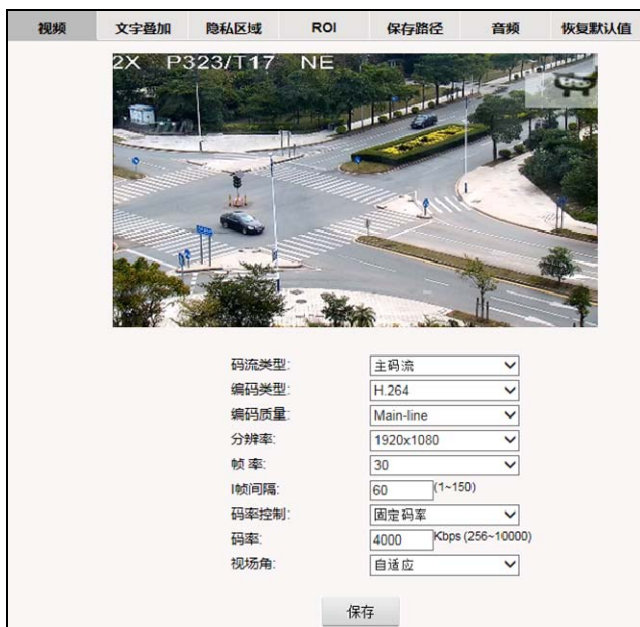 视频 文字叠加 隐私区域 ROI 保存路径 音频 恢复默认值
2X P323/T17 NE
码流类型: 主码流
编码类型: H.264
编码质量: Main-line
分辨率: 1920x1080
帧 率: 30
I帧间隔: 60 (1~150)
码率控制: 固定码率
码率: 4000 Kbps (256~10000)
视场角: 自适应
保存